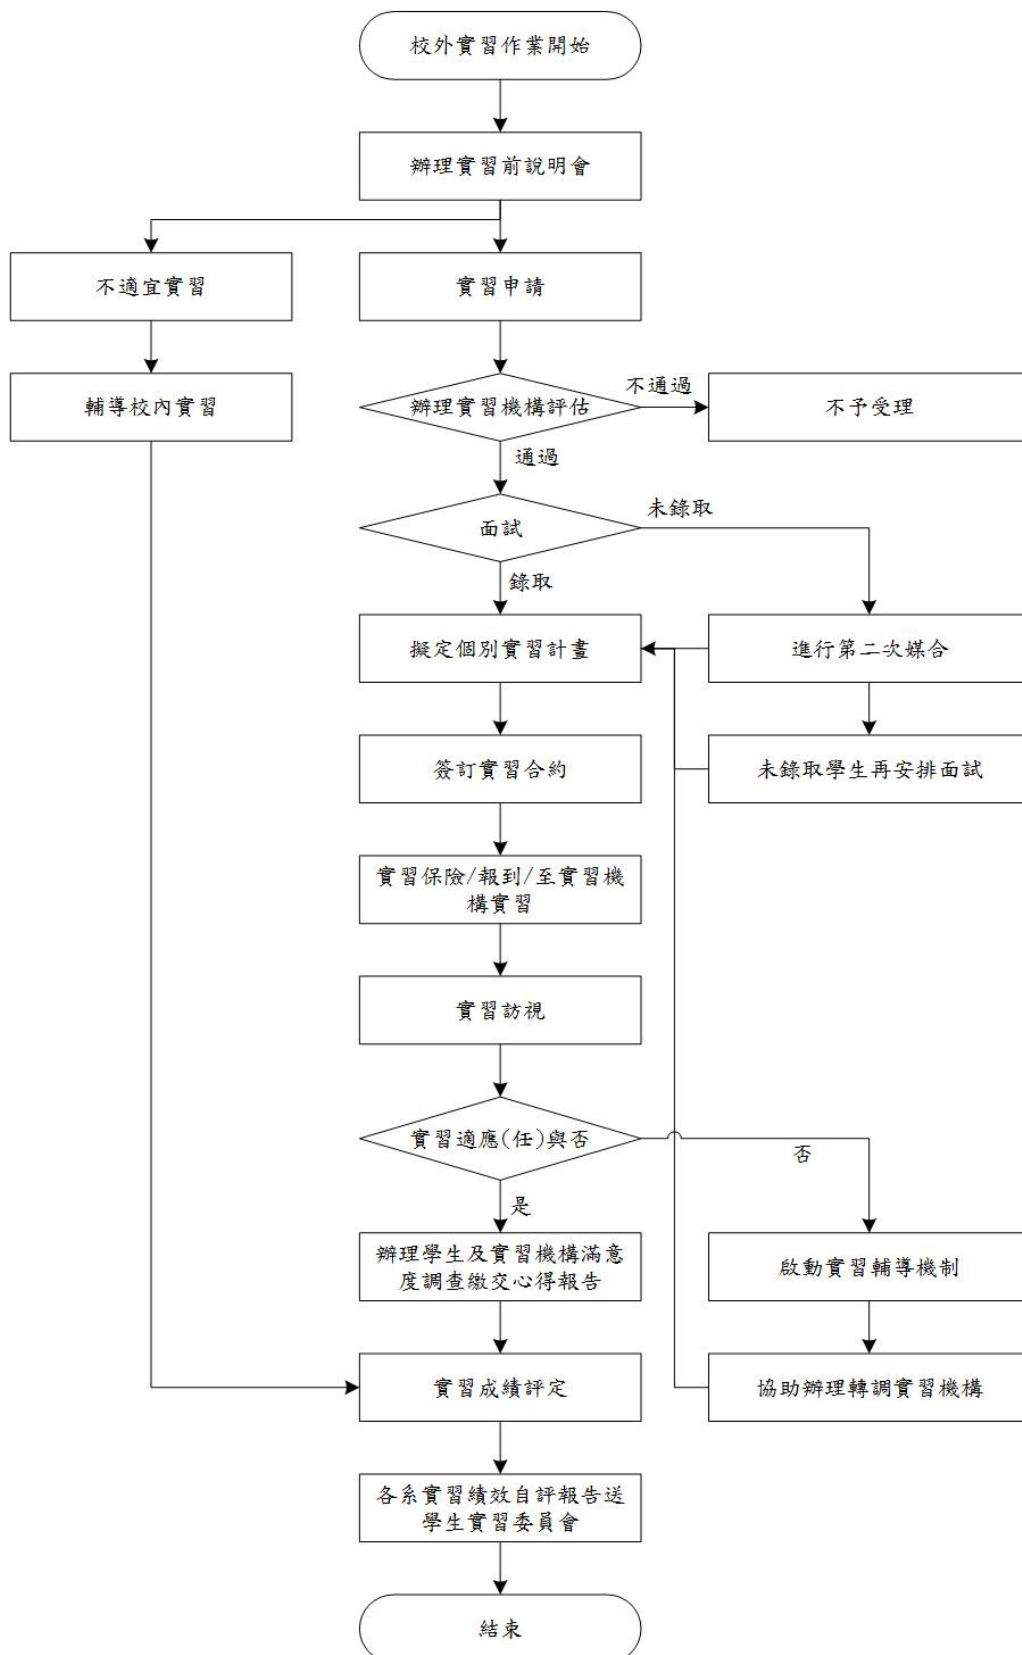 校外實習作業開始
辦理實習前說明會
不適宜實習
實習申請
輔導校內實習
辦理實習機構評估
不通過
不予受理
通過
面試
未錄取
錄取
擬定個別實習計畫
進行第二次媒合
簽訂實習合約
未錄取學生再安排面試
實習保險/報到/至實習機
構實習
實習訪視
實習適應(任)與否
否
是
辦理學生及實習機構滿意
度調查繳交心得報告
啟動實習輔導機制
實習成績評定
協助辦理轉調實習機構
各系實習績效自評報告送
學生實習委員會
結束